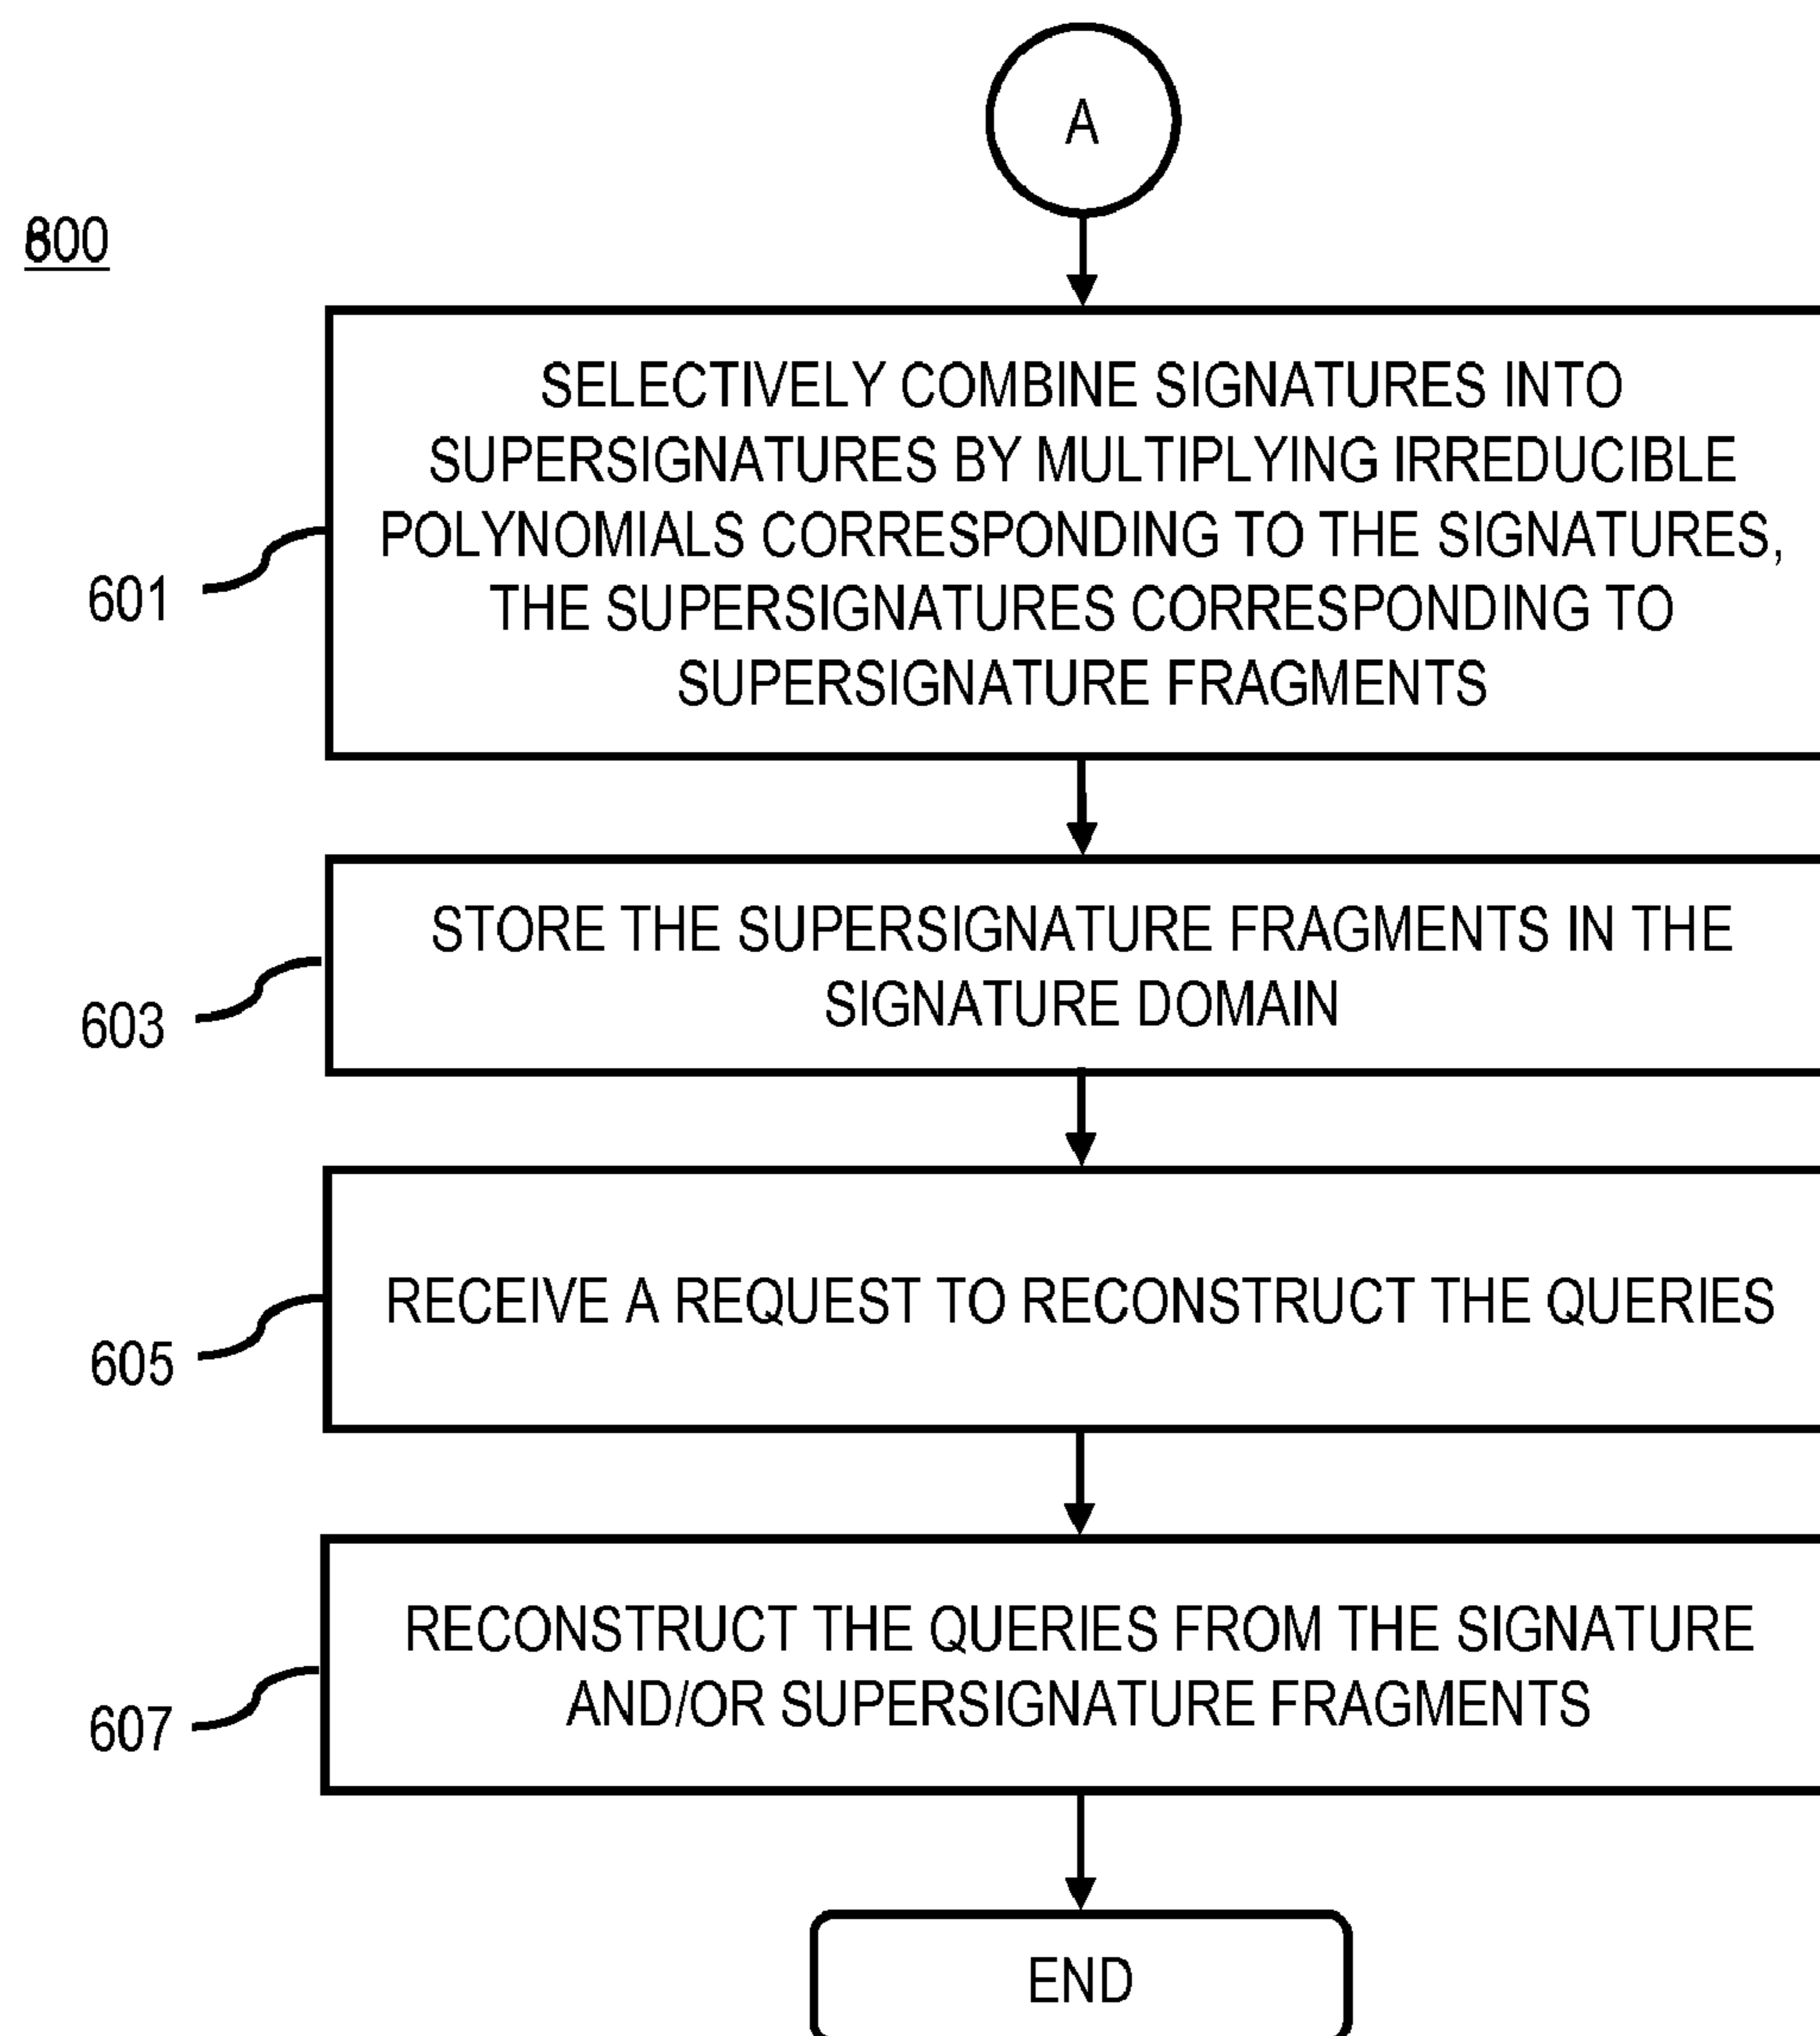 A
800
SELECTIVELY COMBINE SIGNATURES INTO
SUPERSIGNATURES BY MULTIPLYING IRREDUCIBLE
POLYNOMIALS CORRESPONDING TO THE SIGNATURES,
THE SUPERSIGNATURES CORRESPONDING TO
SUPERSIGNATURE FRAGMENTS
601
STORE THE SUPERSIGNATURE FRAGMENTS IN THE
SIGNATURE DOMAIN
603
RECEIVE A REQUEST TO RECONSTRUCT THE QUERIES
605
RECONSTRUCT THE QUERIES FROM THE SIGNATURE
AND/OR SUPERSIGNATURE FRAGMENTS
607
END